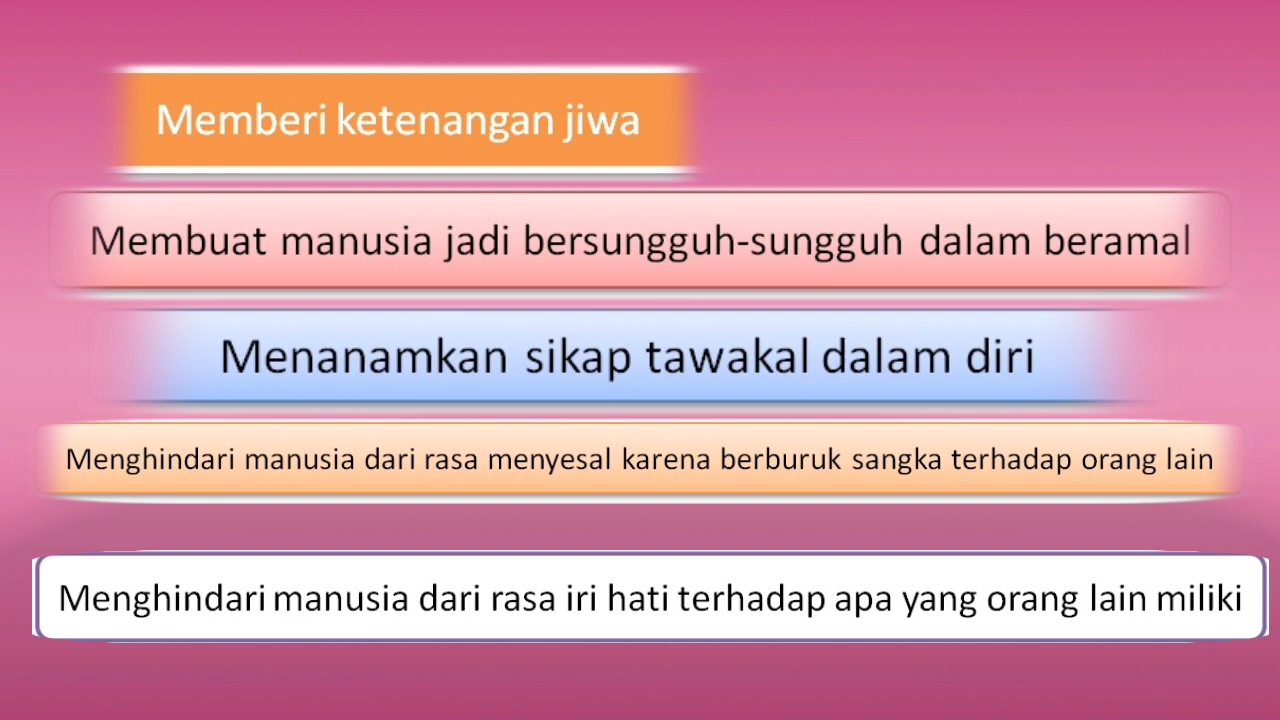 Memberi ketenangan jiwa
Membuat manusia jadi bersungguh-sungguh dalam beramal
Menanamkan sikap tawakal dalam diri
Menghindari manusia dari rasa menyesal karena berburuk sangka terhadap orang lain
Menghindari manusia dari rasa iri hati terhadap apa yang orang lain miliki